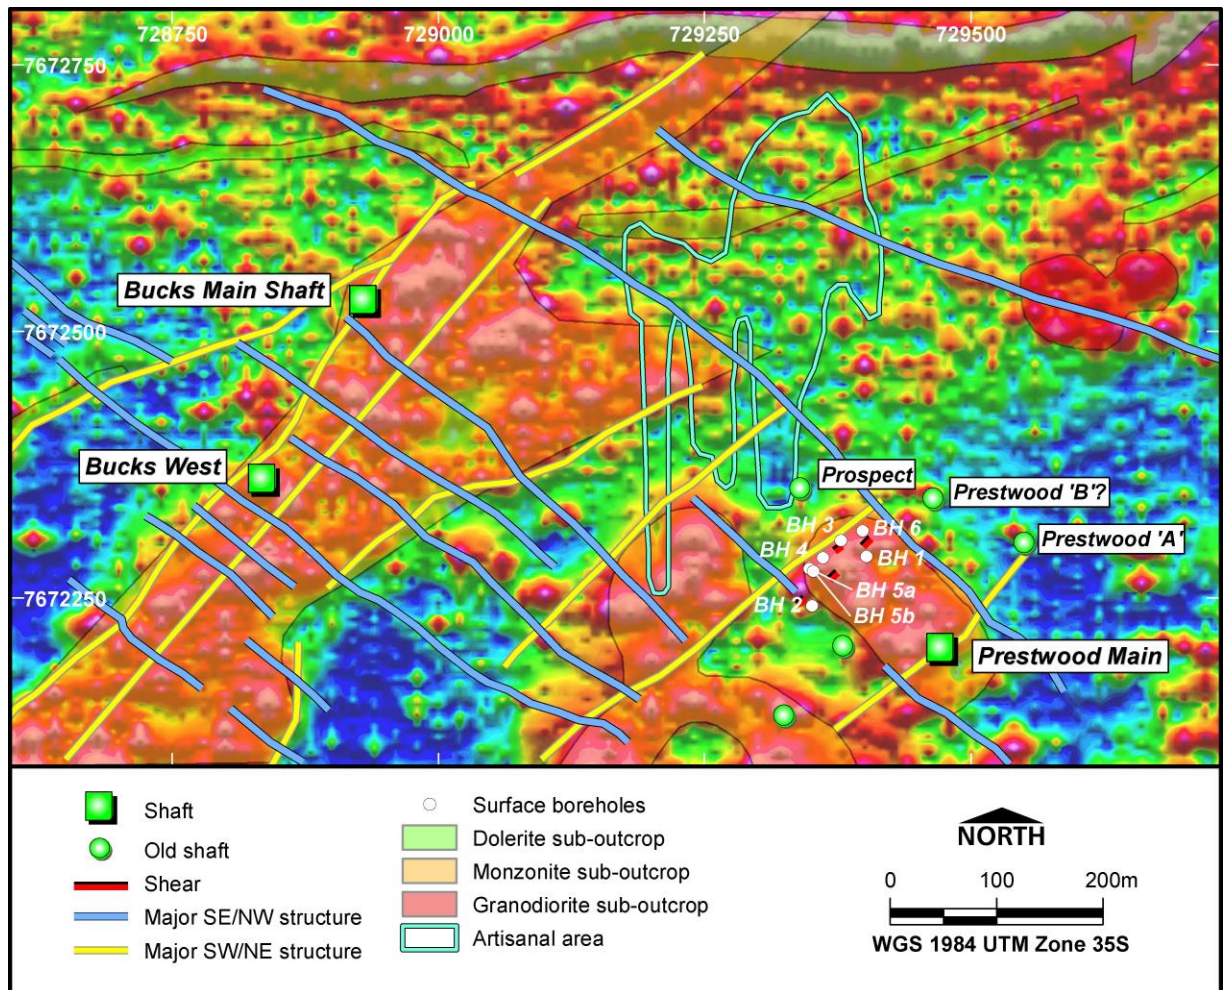 728750 729000 729250 729500
7672750
Bucks Main Shaft
7672500
Bucks West
Prospect
Prestwood 'B'?
BH 3
BH 6
Prestwood 'A'
BH 4
BH 1
7672250
BH 5a
BH 2
BH 5b
Prestwood Main
Shaft
Old shaft
Shear
Major SE/NW structure
Major SW/NE structure
Surface boreholes
Dolerite sub-outcrop
Monzonite sub-outcrop
Granodiorite sub-outcrop
Artisanal area
NORTH
0 100 200m
WGS 1984 UTM Zone 35S